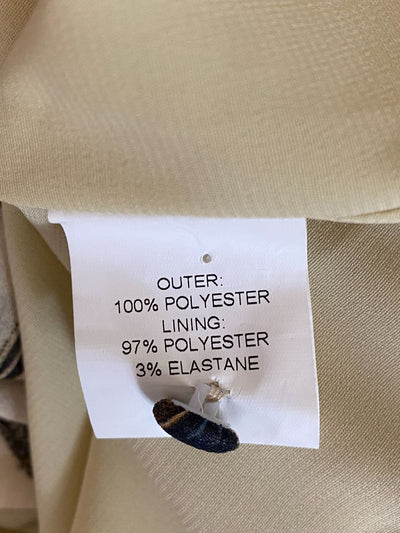 OUTER:
100% POLYESTER
LINING:
97% POLYESTER
3% ELASTANE